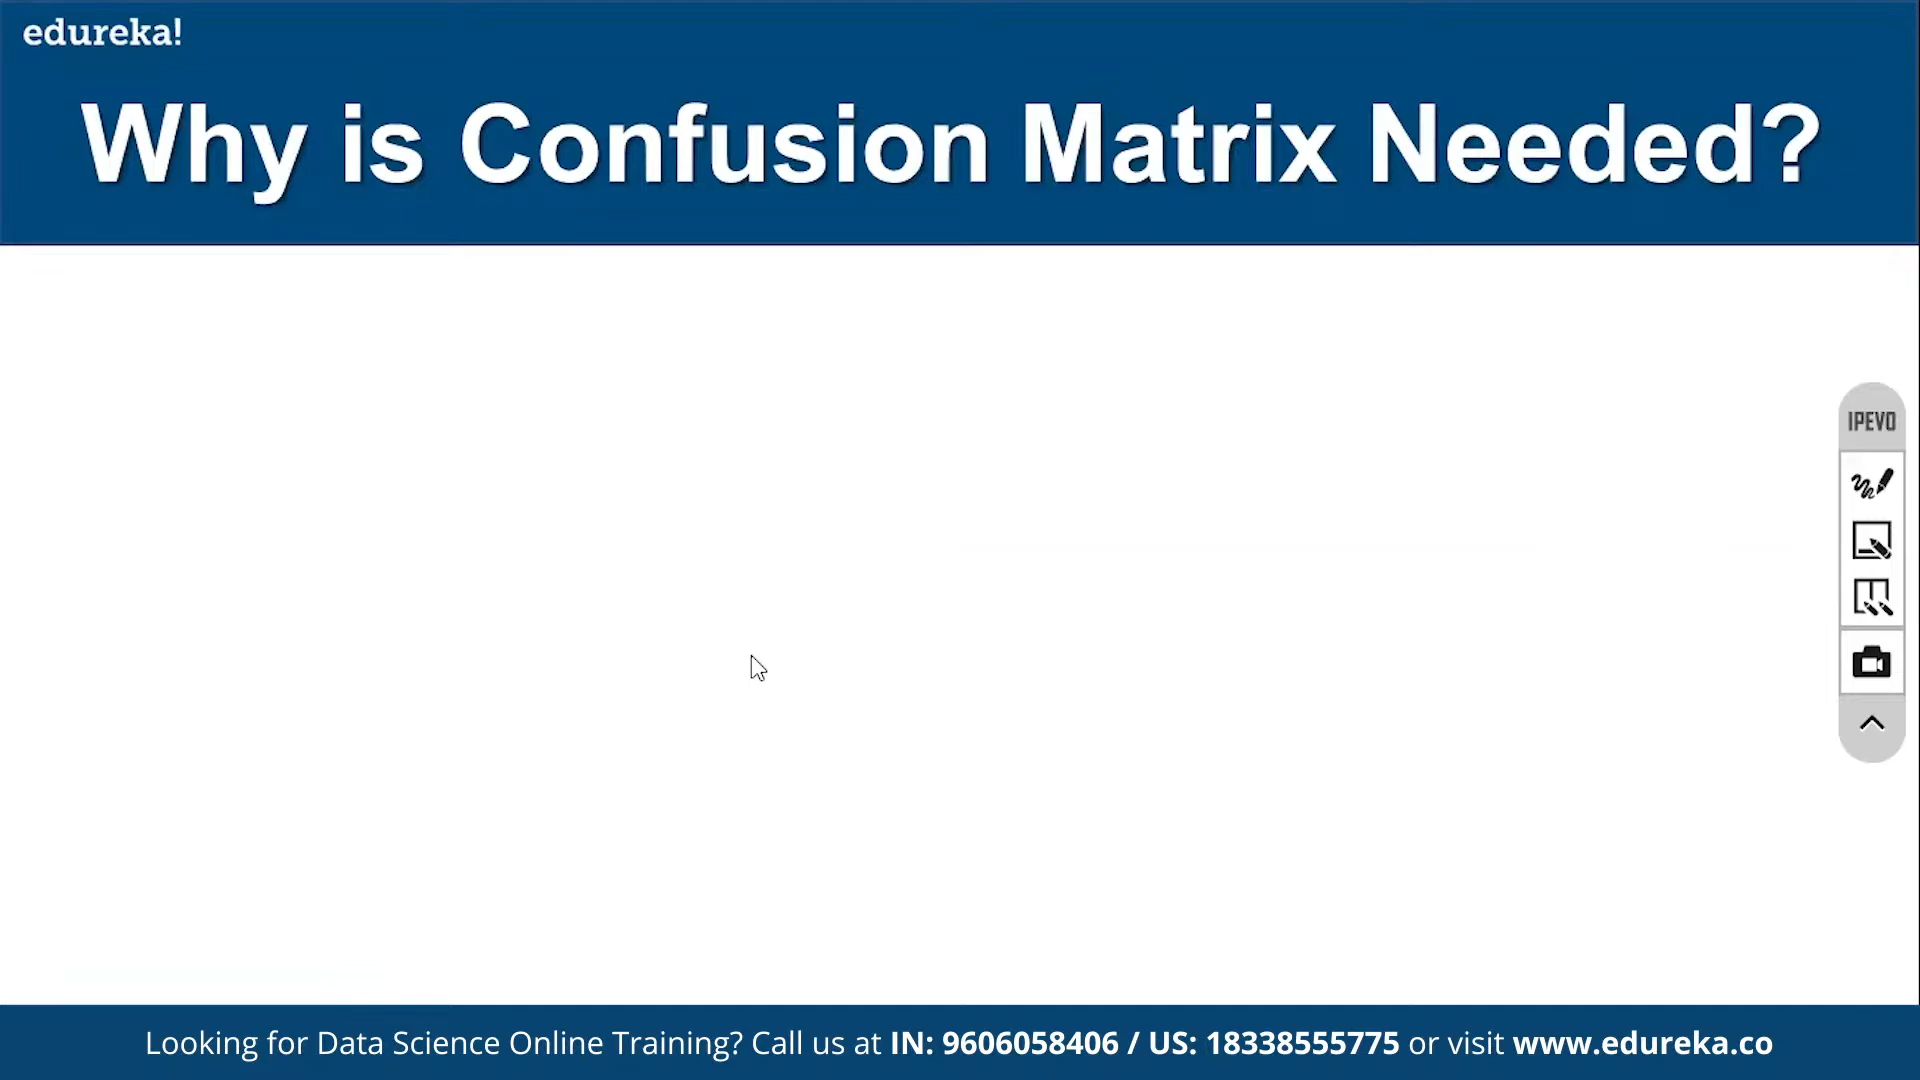 edureka!
Why is Confusion Matrix Needed?
IPEVO
Looking for Data Science Online Training? Call us at IN: 9606058406 / US: 18338555775 or visit www.edureka.co